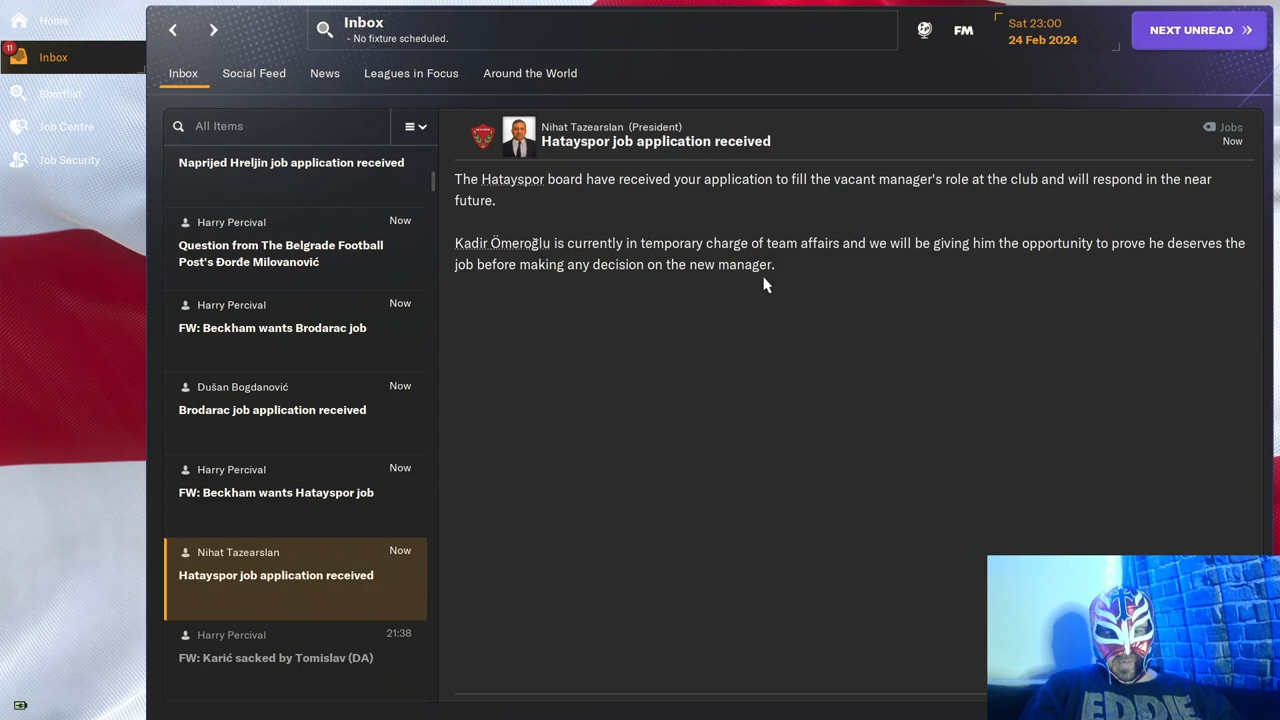 Home
11
Inbox
Shortlist
Job Centre
Job Security
Inbox
- No fixture scheduled.
FM
Sat 23:00
24 Feb 2024
NEXT UNREAD
Inbox
Social Feed
News
Leagues in Focus
Around the World
All Items
Naprijed Hreljin job application received
Harry Percival
Now
Question from The Belgrade Football
Post's Đorđe Milovanović
Harry Percival
Now
FW: Beckham wants Brodarac job
Dušan Bogdanović
Now
Brodarac job application received
Harry Percival
Now
FW: Beckham wants Hatayspor job
Nihat Tazearslan
Now
Hatayspor job application received
Harry Percival
21:38
FW: Karić sacked by Tomislav (DA)
Nihat Tazearslan (President)
Hatayspor job application received
Jobs
Now
The Hatayspor board have received your application to fill the vacant manager's role at the club and will respond in the near
future.
Kadir Ömeroğlu is currently in temporary charge of team affairs and we will be giving him the opportunity to prove he deserves the
job before making any decision on the new manager.
EDDIE